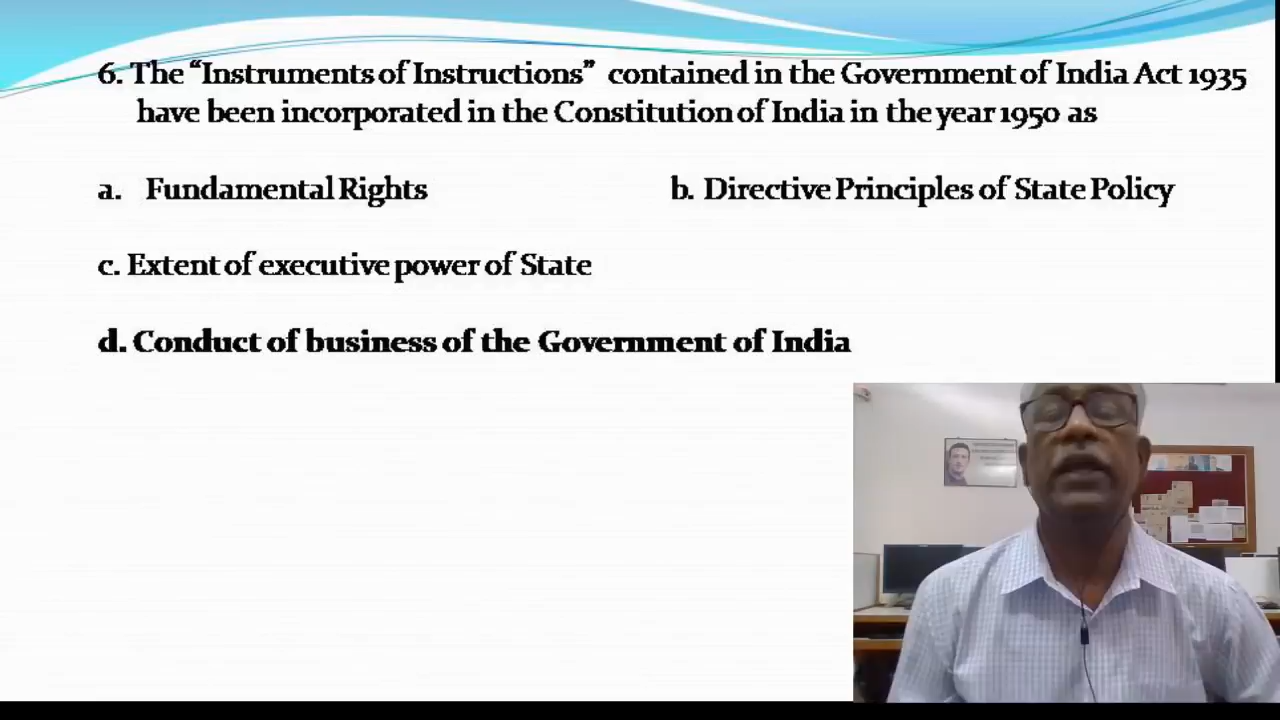 6. The “Instruments of Instructions” contained in the Government of India Act 1935
have been incorporated in the Constitution of India in the year 1950 as
a. Fundamental Rights b. Directive Principles of State Policy
c. Extent of executive power of State
d. Conduct of business of the Government of India